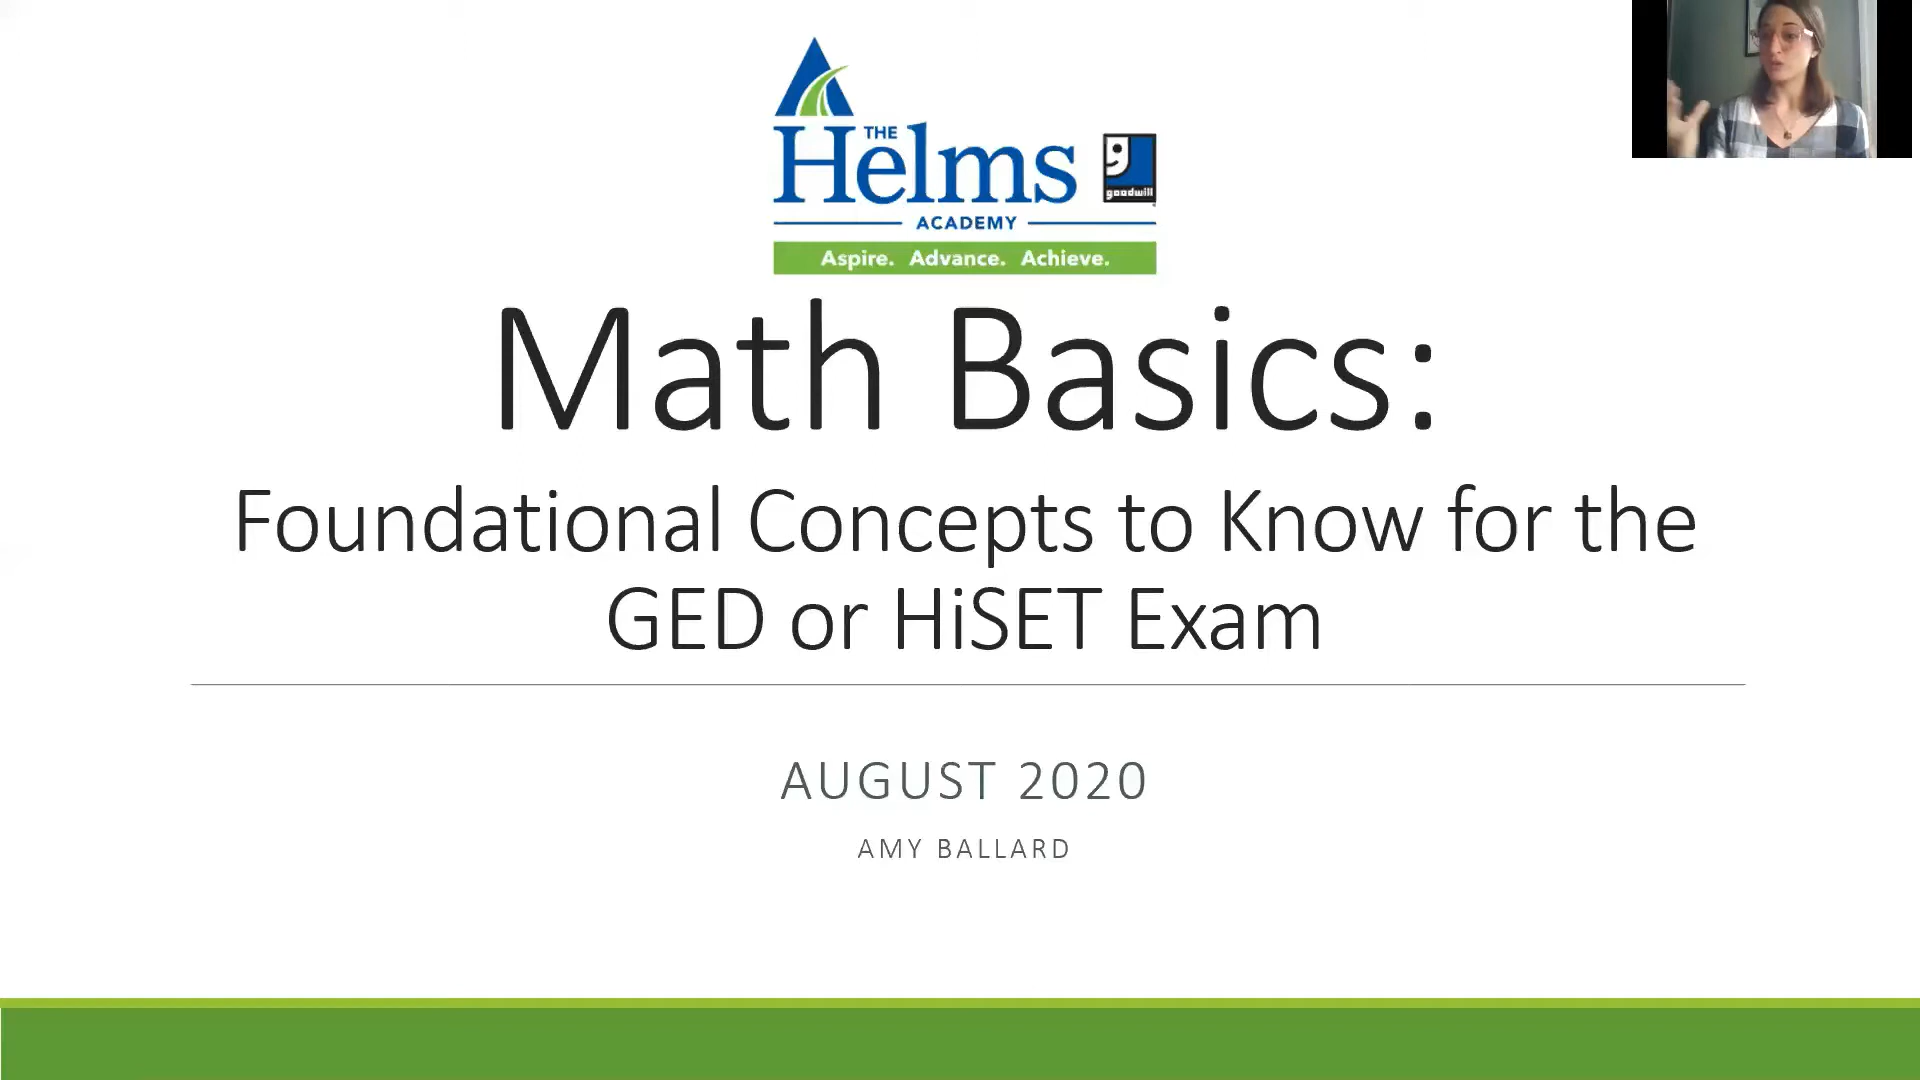 THE
Helms
goodwill
ACADEMY
Aspire. Advance. Achieve.
Math Basics:
Foundational Concepts to Know for the
GED or HiSET Exam
AUGUST 2020
AMY BALLARD